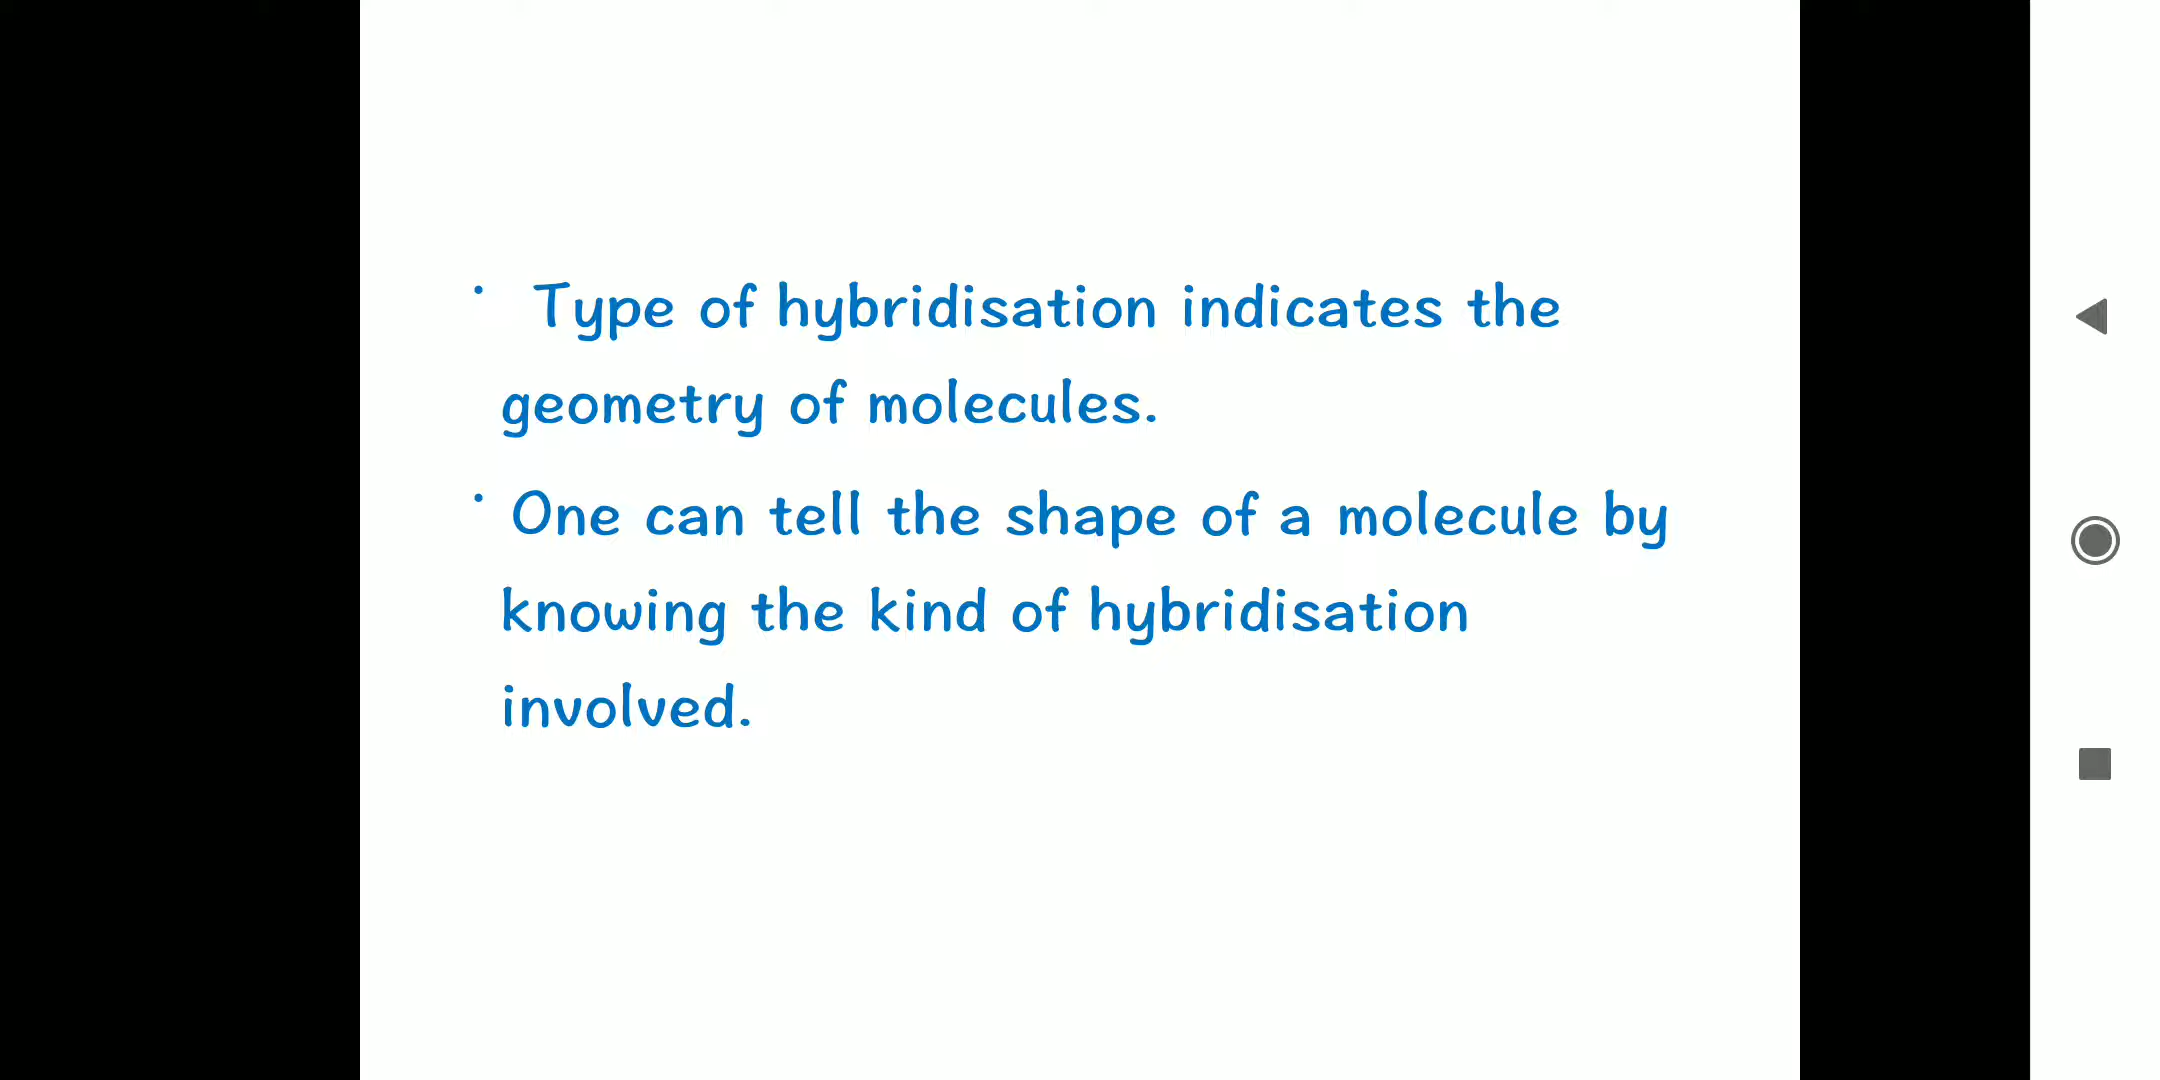 · Type of hybridisation indicates the
geometry of molecules.
· One can tell the shape of a molecule by
knowing the kind of hybridisation
involved.